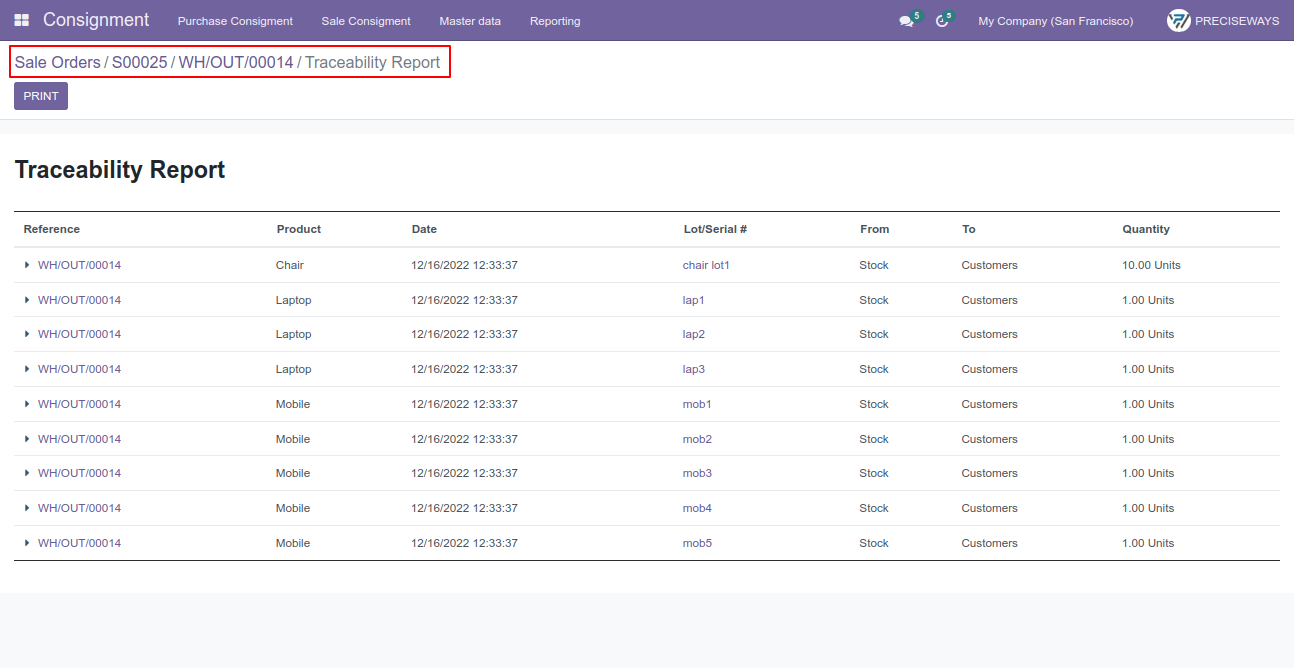 Consignment Purchase Consigment Sale Consigment Master data Reporting 5 5 My Company (San Francisco) PRECISEWAYS
Sale Orders / S00025 / WH/OUT/00014 / Traceability Report
PRINT
Traceability Report
Reference Product Date Lot/Serial # From To Quantity
WH/OUT/00014 Chair 12/16/2022 12:33:37 chair lot1 Stock Customers 10.00 Units
WH/OUT/00014 Laptop 12/16/2022 12:33:37 lap1 Stock Customers 1.00 Units
WH/OUT/00014 Laptop 12/16/2022 12:33:37 lap2 Stock Customers 1.00 Units
WH/OUT/00014 Laptop 12/16/2022 12:33:37 lap3 Stock Customers 1.00 Units
WH/OUT/00014 Mobile 12/16/2022 12:33:37 mob1 Stock Customers 1.00 Units
WH/OUT/00014 Mobile 12/16/2022 12:33:37 mob2 Stock Customers 1.00 Units
WH/OUT/00014 Mobile 12/16/2022 12:33:37 mob3 Stock Customers 1.00 Units
WH/OUT/00014 Mobile 12/16/2022 12:33:37 mob4 Stock Customers 1.00 Units
WH/OUT/00014 Mobile 12/16/2022 12:33:37 mob5 Stock Customers 1.00 Units